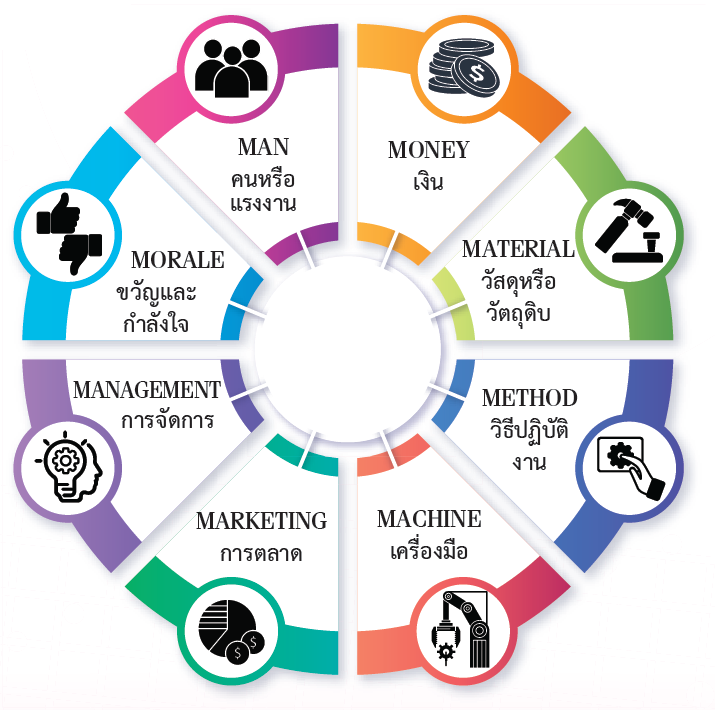 MAN
คนหรือ
แรงงาน
MONEY
เงิน
MATERIAL
วัสดุหรือ
วัตถุดิบ
METHOD
วิธีปฏิบัติ
งาน
MACHINE
เครื่องมือ
MARKETING
การตลาด
MANAGEMENT
การจัดการ
MORALE
ขวัญและ
กำลังใจ